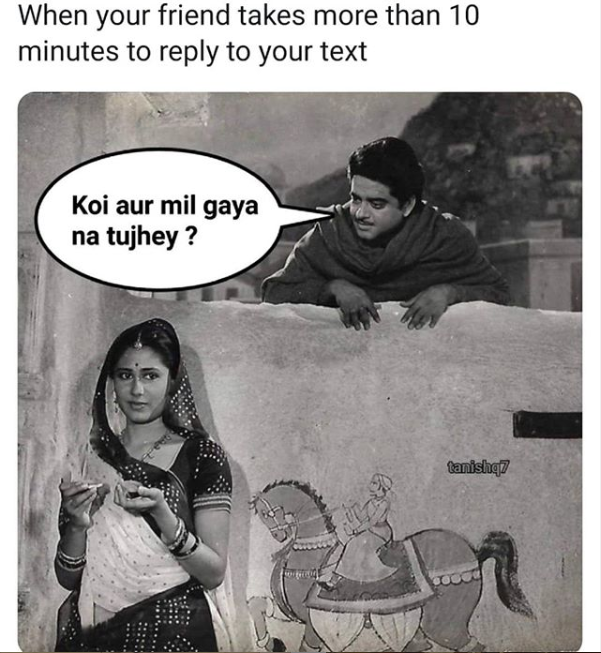 When your friend takes more than 10
minutes to reply to your text
Koi aur mil gaya
na tujhey ?
tanishq7